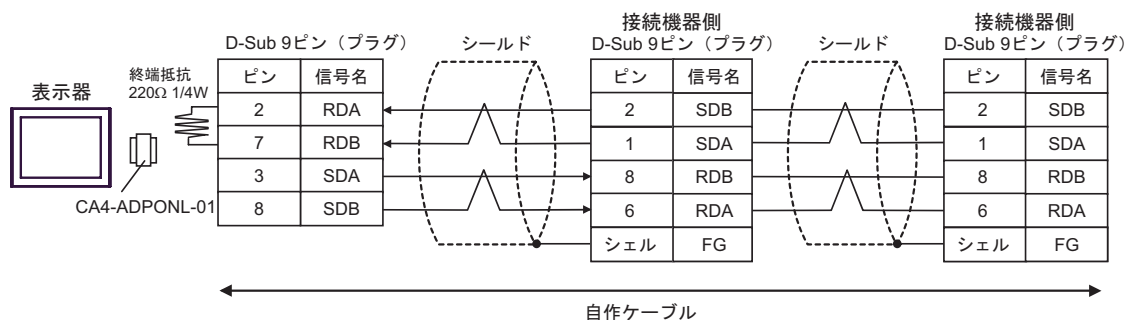 接続機器側
接続機器側
D-Sub 9ピン（プラグ）
シールド
D-Sub 9ピン（プラグ）
シールド
D-Sub 9ピン（プラグ）
表示器
終端抵抗
220Ω 1/4W
CA4-ADPONL-01
ピン 信号名
2 RDA
7 RDB
3 SDA
8 SDB
ピン 信号名
2 SDB
1 SDA
8 RDB
6 RDA
シェル FG
ピン 信号名
2 SDB
1 SDA
8 RDB
6 RDA
シェル FG
自作ケーブル